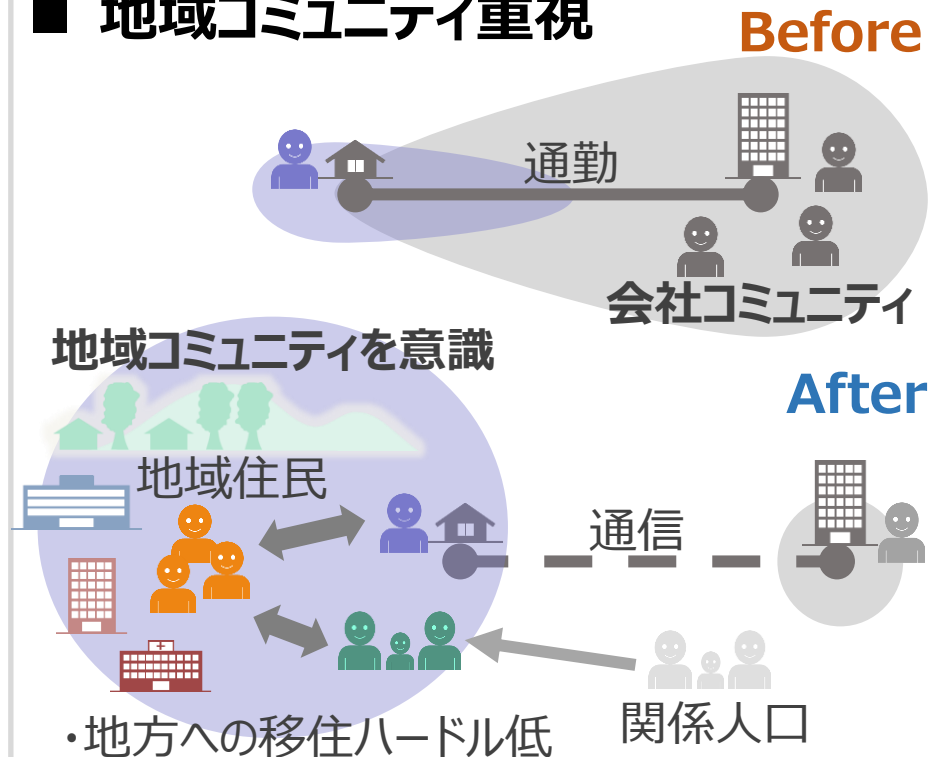 ■ 地域コミュニティ重視
Before
通勤
会社コミュニティ
地域コミュニティを意識
After
地域住民
通信
関係人口
・地方への移住ハードル低